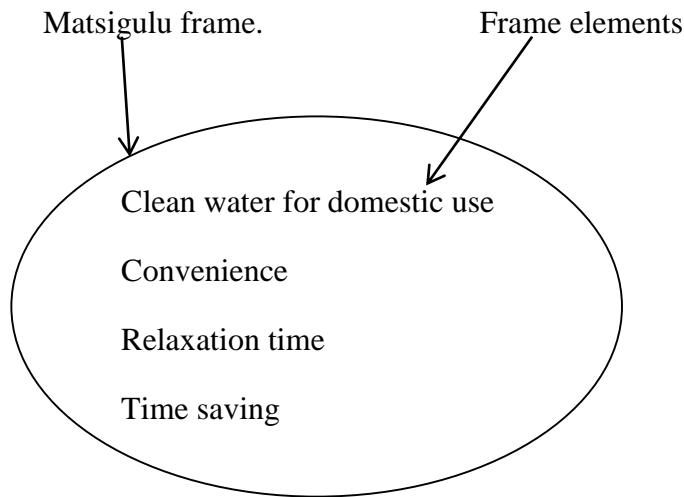 Matsigulu frame. Frame elements
Clean water for domestic use
Convenience
Relaxation time
Time saving